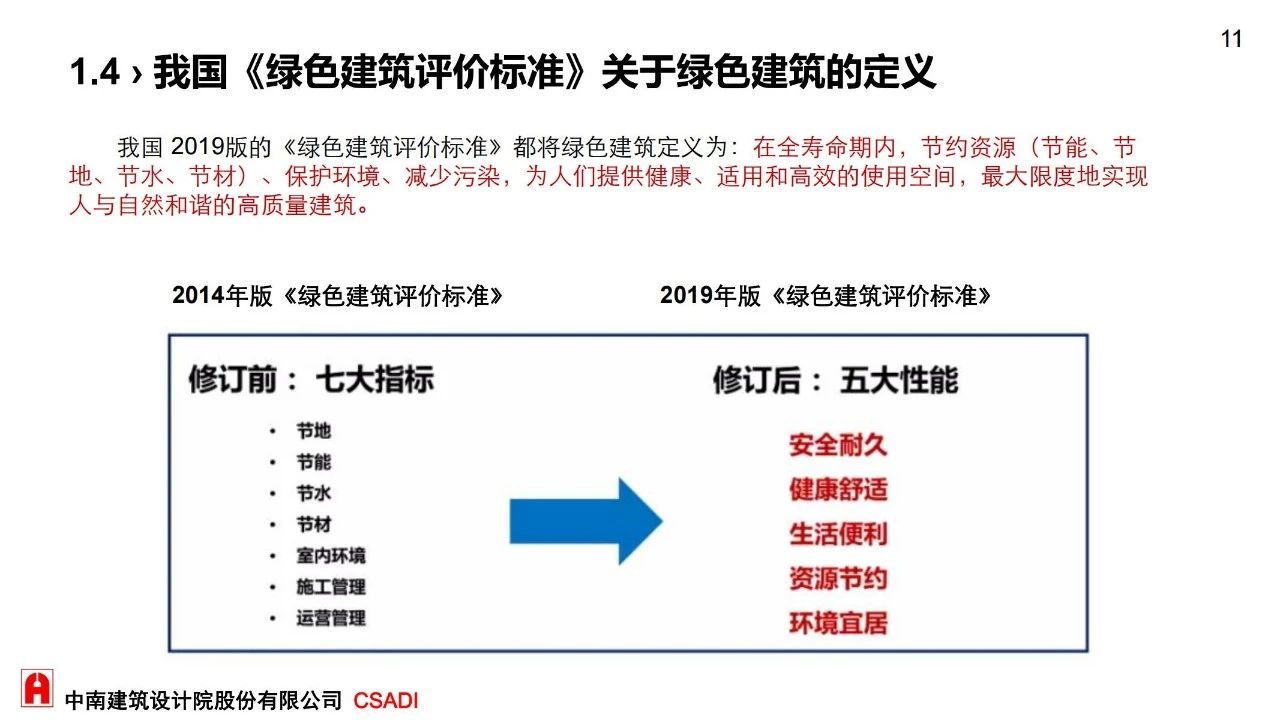 11
1.4 › 我国《绿色建筑评价标准》关于绿色建筑的定义
我国 2019版的《绿色建筑评价标准》都将绿色建筑定义为：在全寿命期内，节约资源（节能、节
地、节水、节材）、保护环境、减少污染，为人们提供健康、适用和高效的使用空间，最大限度地实现
人与自然和谐的高质量建筑。
2014年版《绿色建筑评价标准》
2019年版《绿色建筑评价标准》
修订前： 七大指标
• 节地
• 节能
• 节水
• 节材
• 室内环境
• 施工管理
• 运营管理
修订后： 五大性能
安全耐久
健康舒适
生活便利
资源节约
环境宜居
中南建筑设计院股份有限公司 CSADI